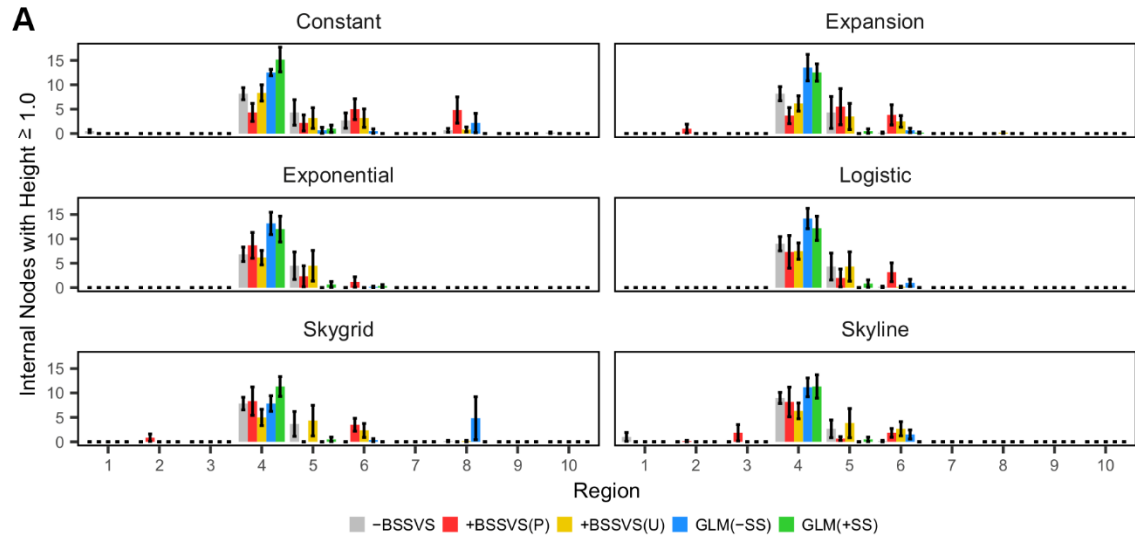 A
Constant
Expansion
15
10
5
0
Exponential
Logistic
15
10
5
0
Skygrid
Skyline
15
10
5
0
Internal Nodes with Height ≥ 1.0
1 2 3 4 5 6 7 8 9 10
1 2 3 4 5 6 7 8 9 10
Region
−BSSVS +BSSVS(P) +BSSVS(U) GLM(−SS) GLM(+SS)